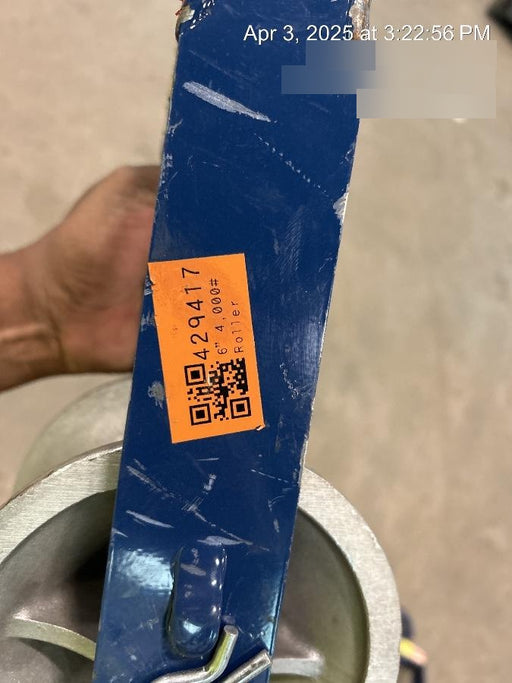 Apr 3, 2025 at 3:22:56 PM
429417
6" 4,000#
Roller